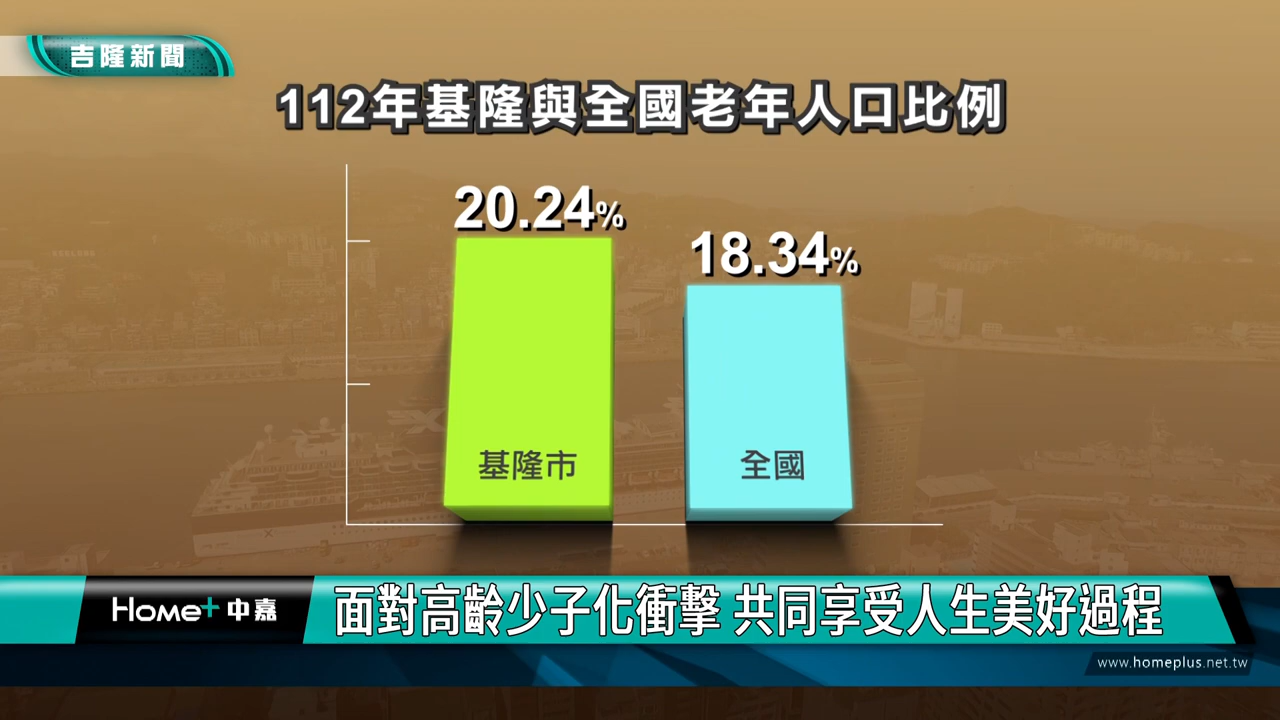 吉隆新聞
112年基隆與全國老年人口比例
20.24%
18.34%
基隆市
全國
面對高齡少子化衝擊 共同享受人生美好過程
Home+中嘉
www.homeplus.net.tw